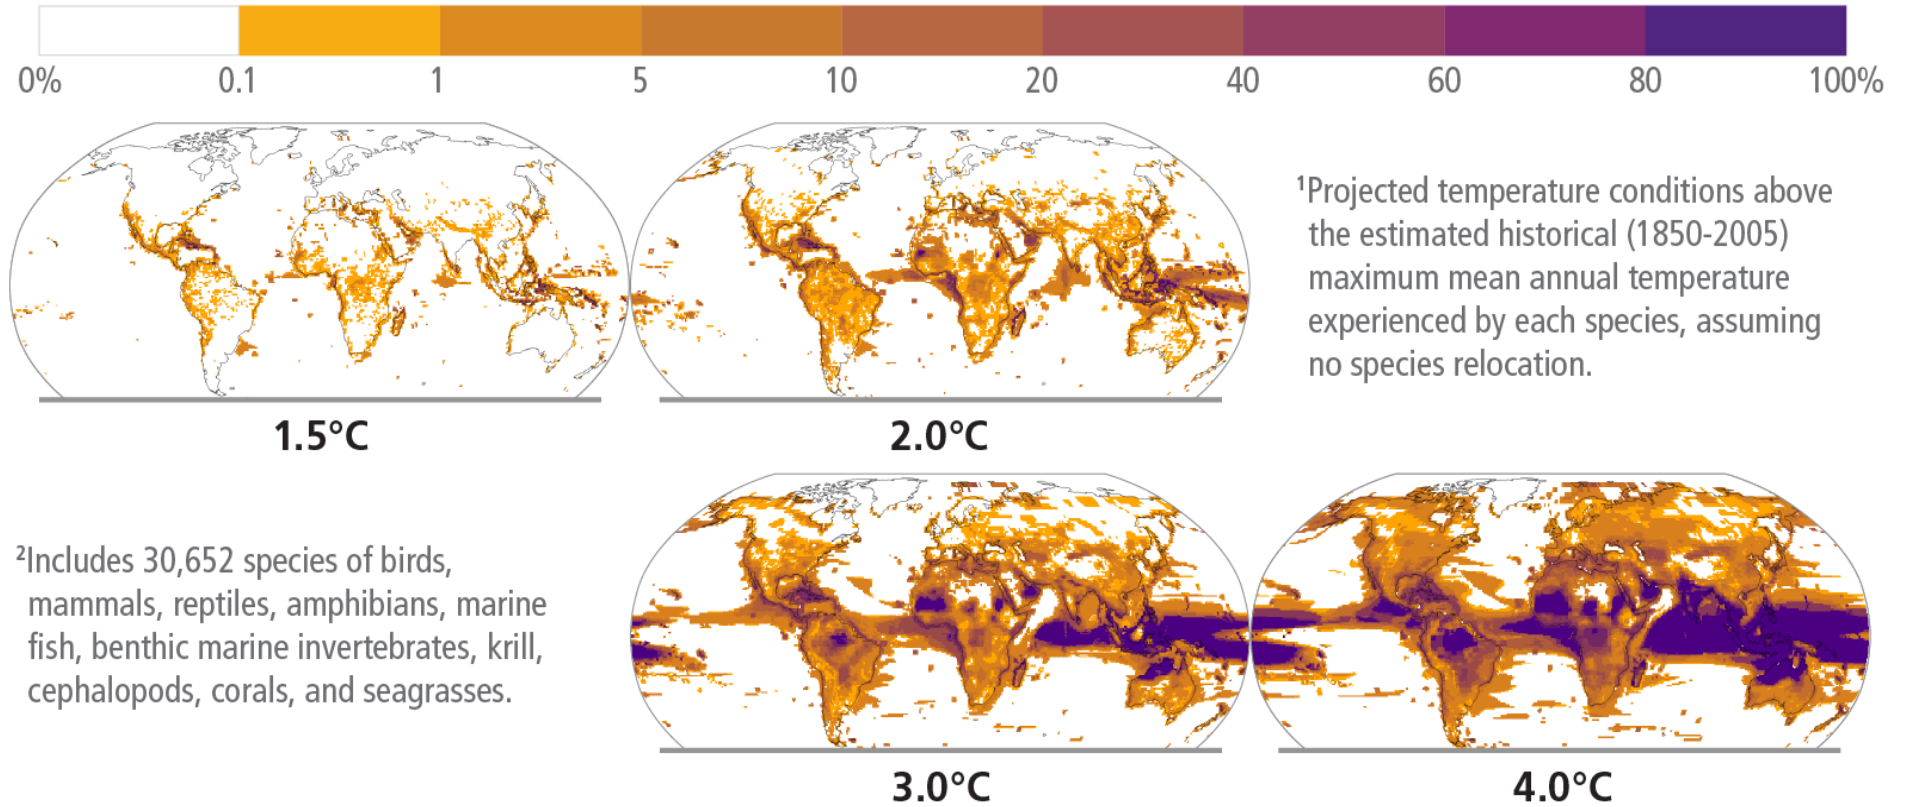 0% 0.1 1 5 10 20 40 60 80 100%
¹Projected temperature conditions above
the estimated historical (1850-2005)
maximum mean annual temperature
experienced by each species, assuming
no species relocation.
1.5°C 2.0°C
²Includes 30,652 species of birds,
mammals, reptiles, amphibians, marine
fish, benthic marine invertebrates, krill,
cephalopods, corals, and seagrasses.
3.0°C 4.0°C